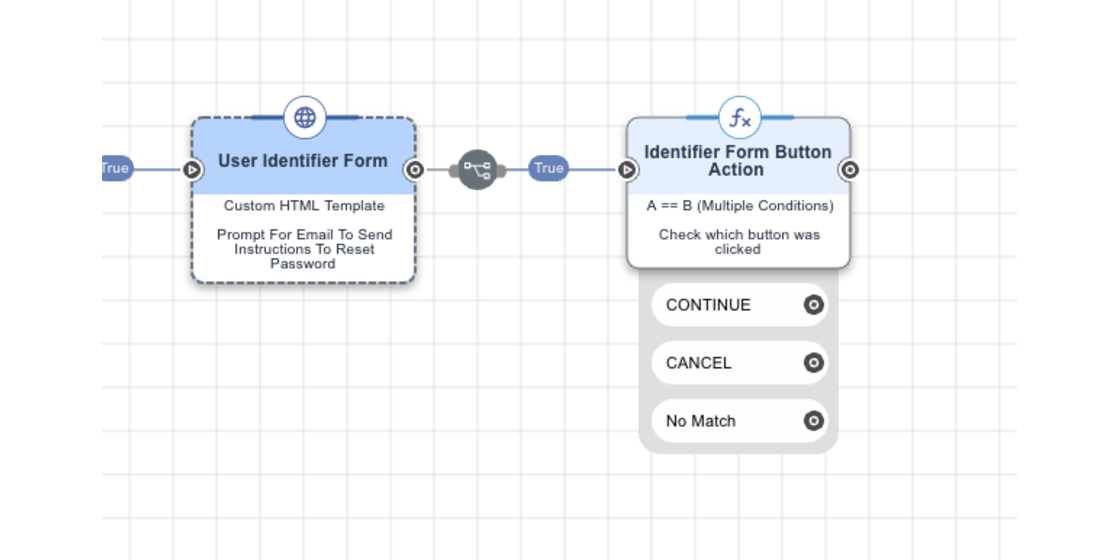 True
User Identifier Form
Custom HTML Template
Prompt For Email To Send
Instructions To Reset
Password
True
fx
Identifier Form Button
Action
A == B (Multiple Conditions)
Check which button was
clicked
CONTINUE
CANCEL
No Match